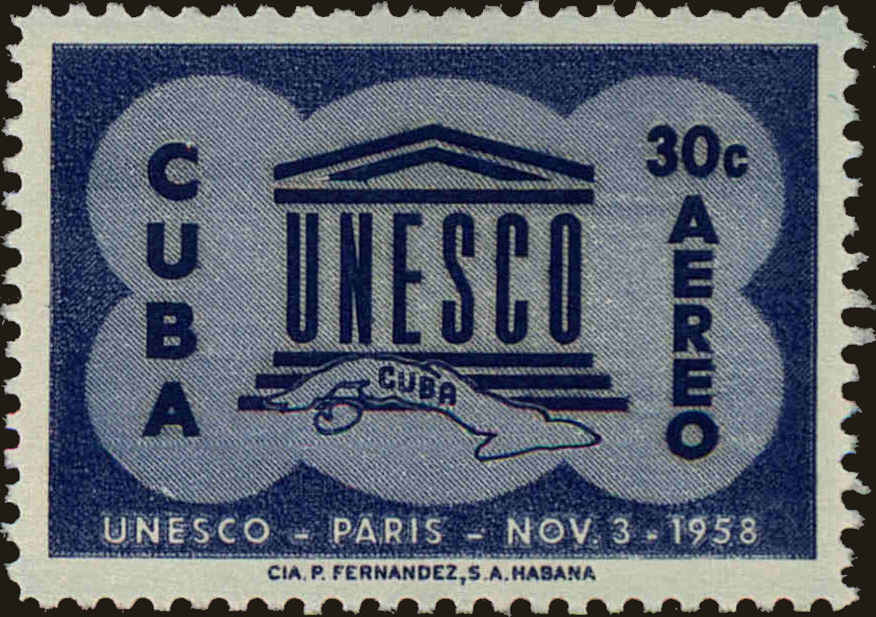 CUBA
UNESCO
30c
AEREO
CUBA
UNESCO - PARIS - NOV. 3 - 1958
CIA. P. FERNANDEZ, S. A. HABANA